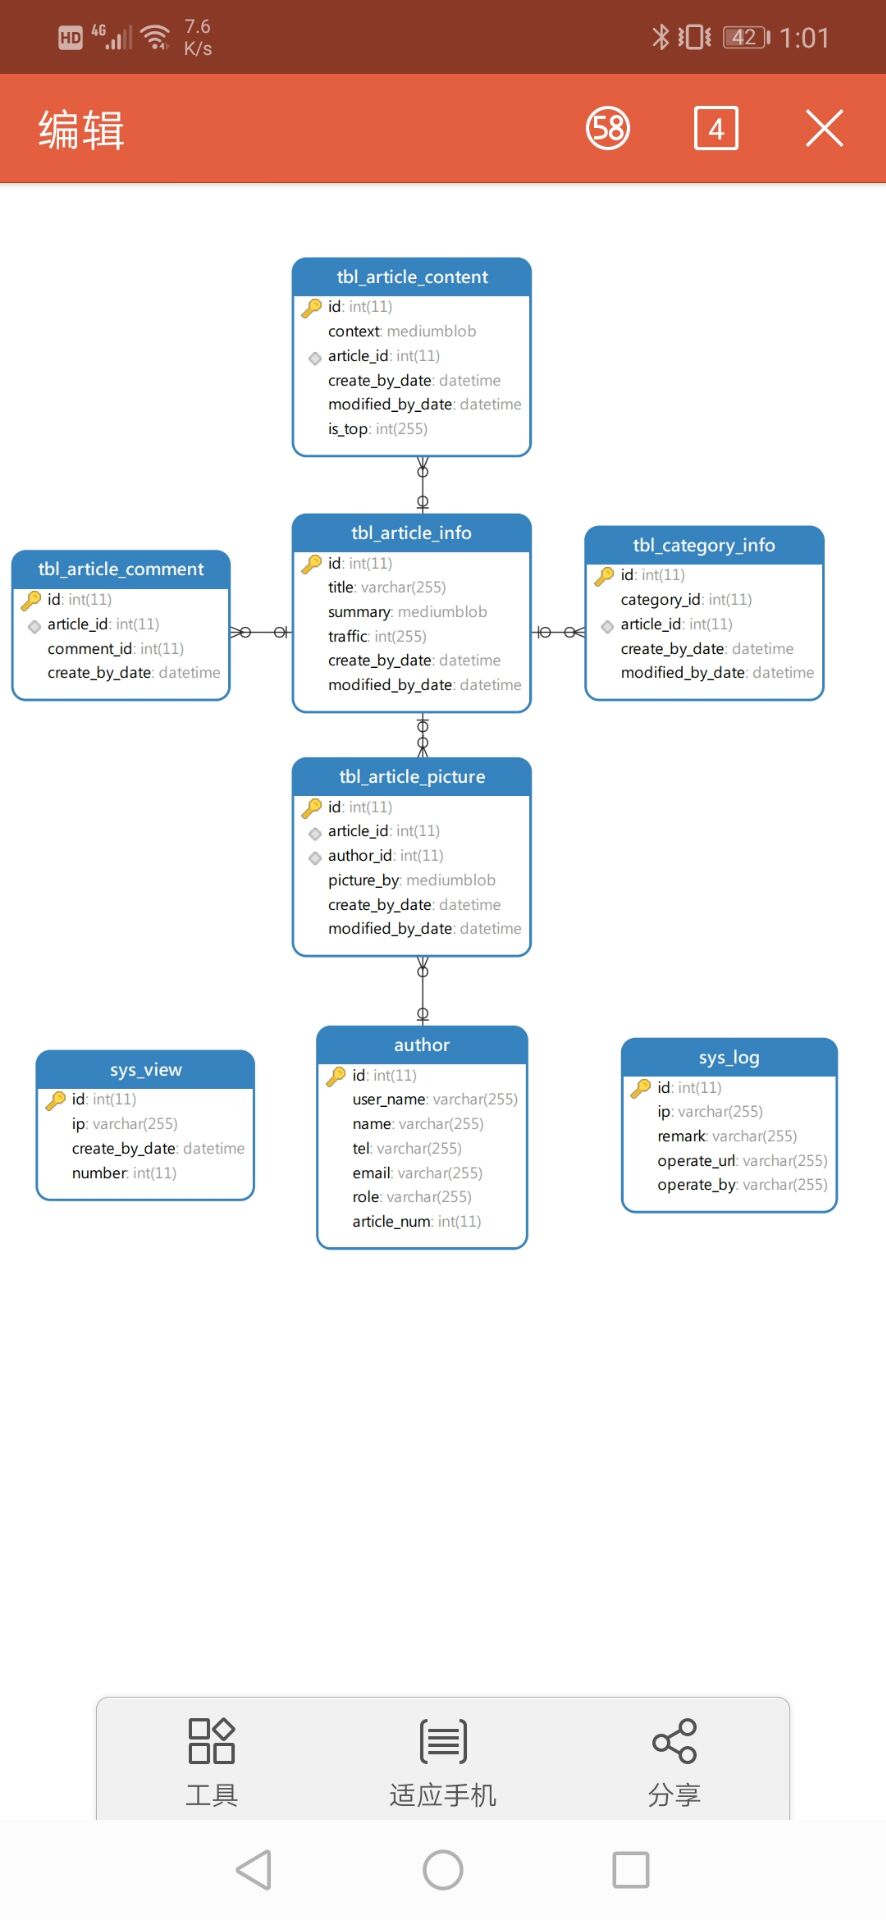 HD 4G 7.6 K/s 42 1:01
编辑 58 4
tbl_article_content
id: int(11)
context: mediumblob
article_id: int(11)
create_by_date: datetime
modified_by_date: datetime
is_top: int(255)
tbl_article_comment
id: int(11)
article_id: int(11)
comment_id: int(11)
create_by_date: datetime
tbl_article_info
id: int(11)
title: varchar(255)
summary: mediumblob
traffic: int(255)
create_by_date: datetime
modified_by_date: datetime
tbl_category_info
id: int(11)
category_id: int(11)
article_id: int(11)
create_by_date: datetime
modified_by_date: datetime
tbl_article_picture
id: int(11)
article_id: int(11)
author_id: int(11)
picture_by: mediumblob
create_by_date: datetime
modified_by_date: datetime
sys_view
id: int(11)
ip: varchar(255)
create_by_date: datetime
number: int(11)
author
id: int(11)
user_name: varchar(255)
name: varchar(255)
tel: varchar(255)
email: varchar(255)
role: varchar(255)
article_num: int(11)
sys_log
id: int(11)
ip: varchar(255)
remark: varchar(255)
operate_url: varchar(255)
operate_by: varchar(255)
工具 适应手机 分享